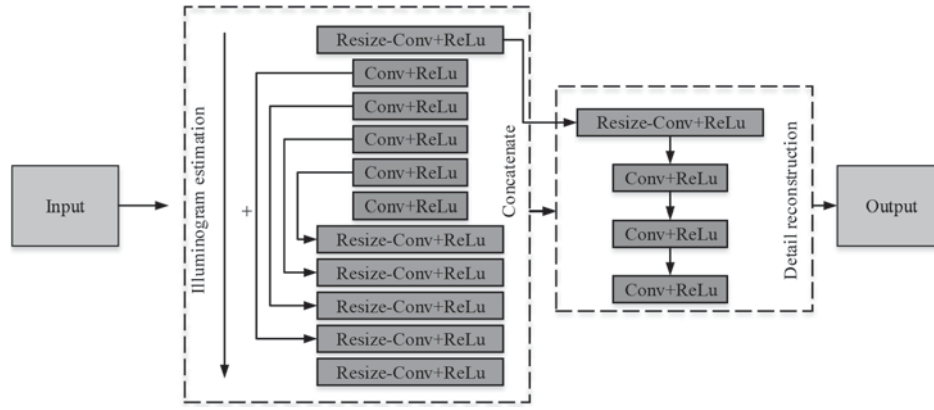 Input
Illuminogram estimation
+
Resize-Conv+ReLu
Conv+ReLu
Conv+ReLu
Conv+ReLu
Conv+ReLu
Conv+ReLu
Resize-Conv+ReLu
Resize-Conv+ReLu
Resize-Conv+ReLu
Resize-Conv+ReLu
Resize-Conv+ReLu
Concatenate
Resize-Conv+ReLu
Conv+ReLu
Conv+ReLu
Conv+ReLu
Detail reconstruction
Output